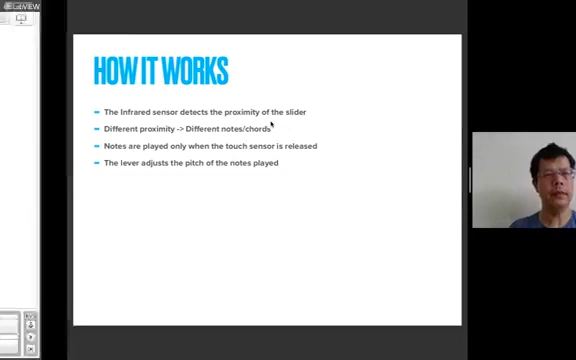 VIEW
HOW IT WORKS
– The Infrared sensor detects the proximity of the slider
– Different proximity -> Different notes/chords
– Notes are played only when the touch sensor is released
– The lever adjusts the pitch of the notes played